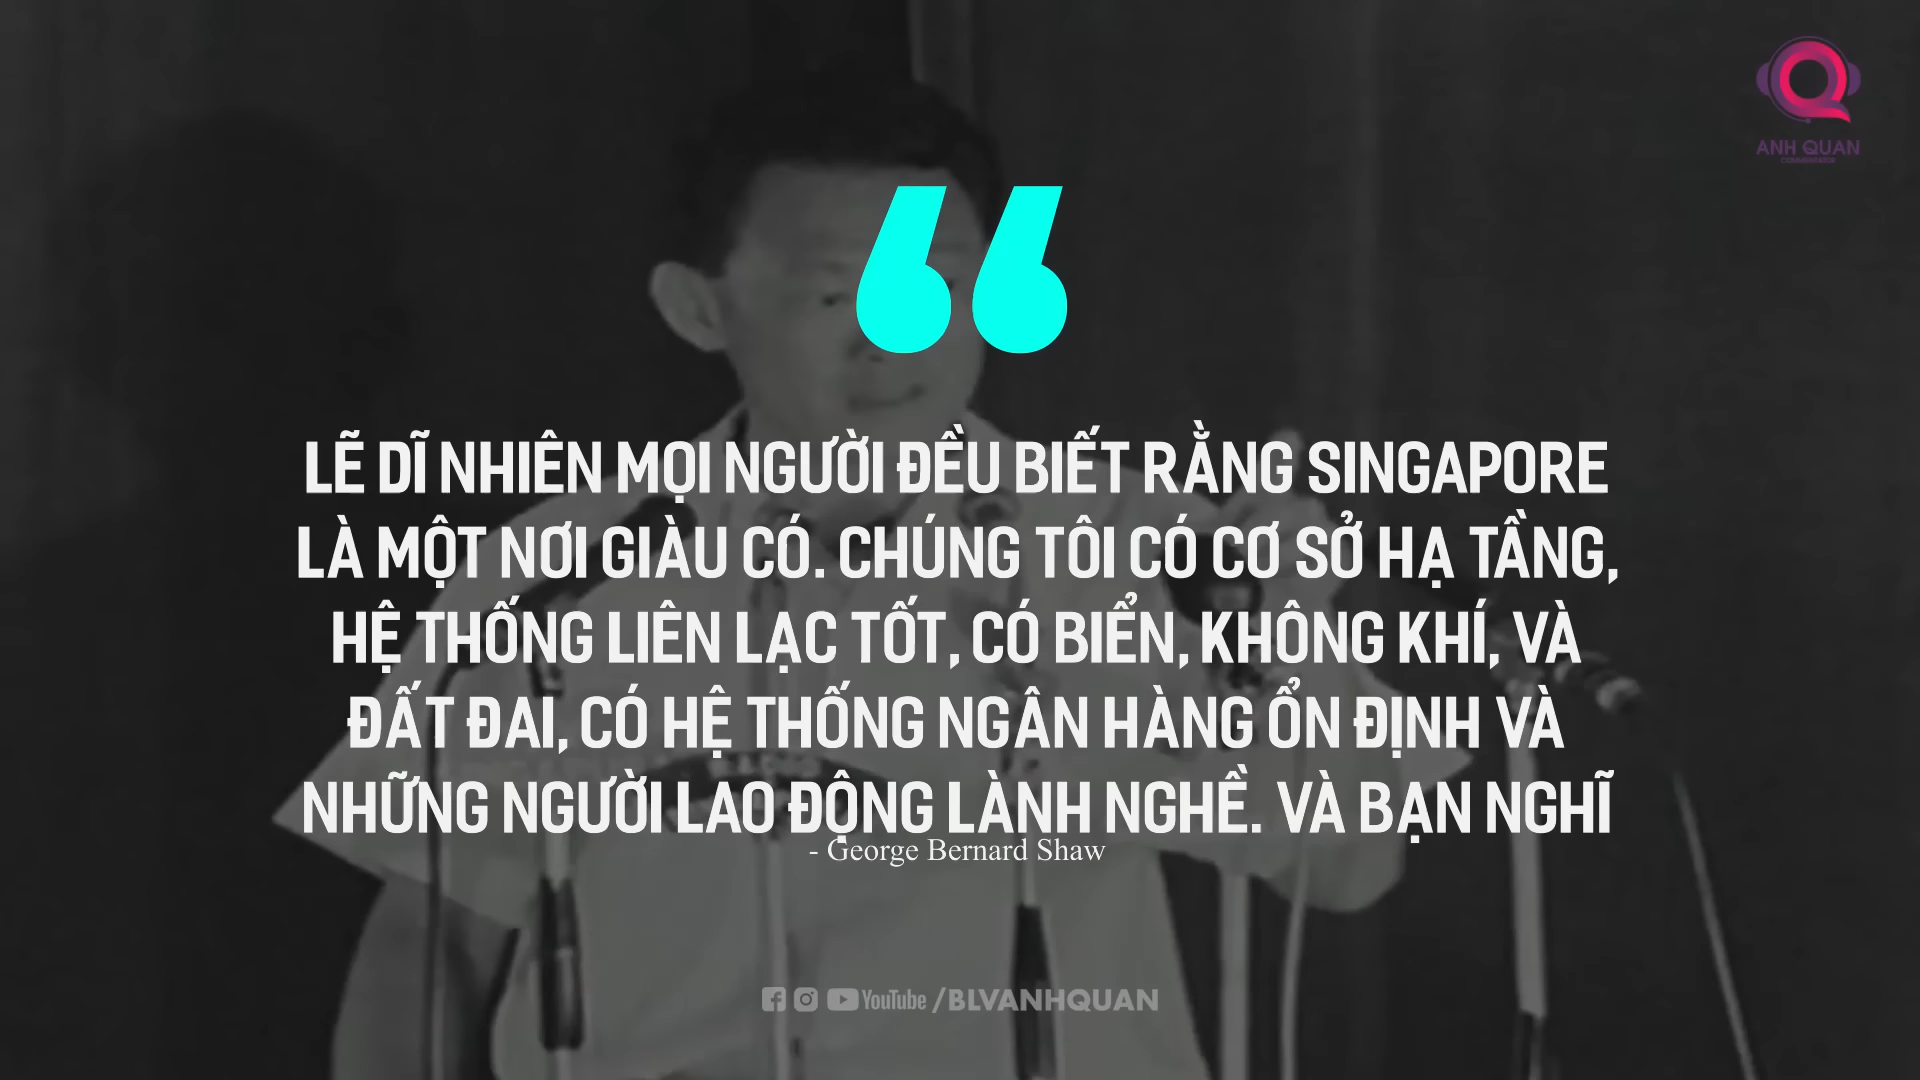 ANH QUAN
COMMENTATOR
LẼ DĨ NHIÊN MỌI NGƯỜI ĐỀU BIẾT RẰNG SINGAPORE
LÀ MỘT NƠI GIÀU CÓ. CHÚNG TÔI CÓ CƠ SỞ HẠ TẦNG,
HỆ THỐNG LIÊN LẠC TỐT, CÓ BIỂN, KHÔNG KHÍ, VÀ
ĐẤT ĐAI, CÓ HỆ THỐNG NGÂN HÀNG ỔN ĐỊNH VÀ
NHỮNG NGƯỜI LAO ĐỘNG LÀNH NGHỀ. VÀ BẠN NGHĨ
- George Bernard Shaw
YouTube /BLVANHQUAN